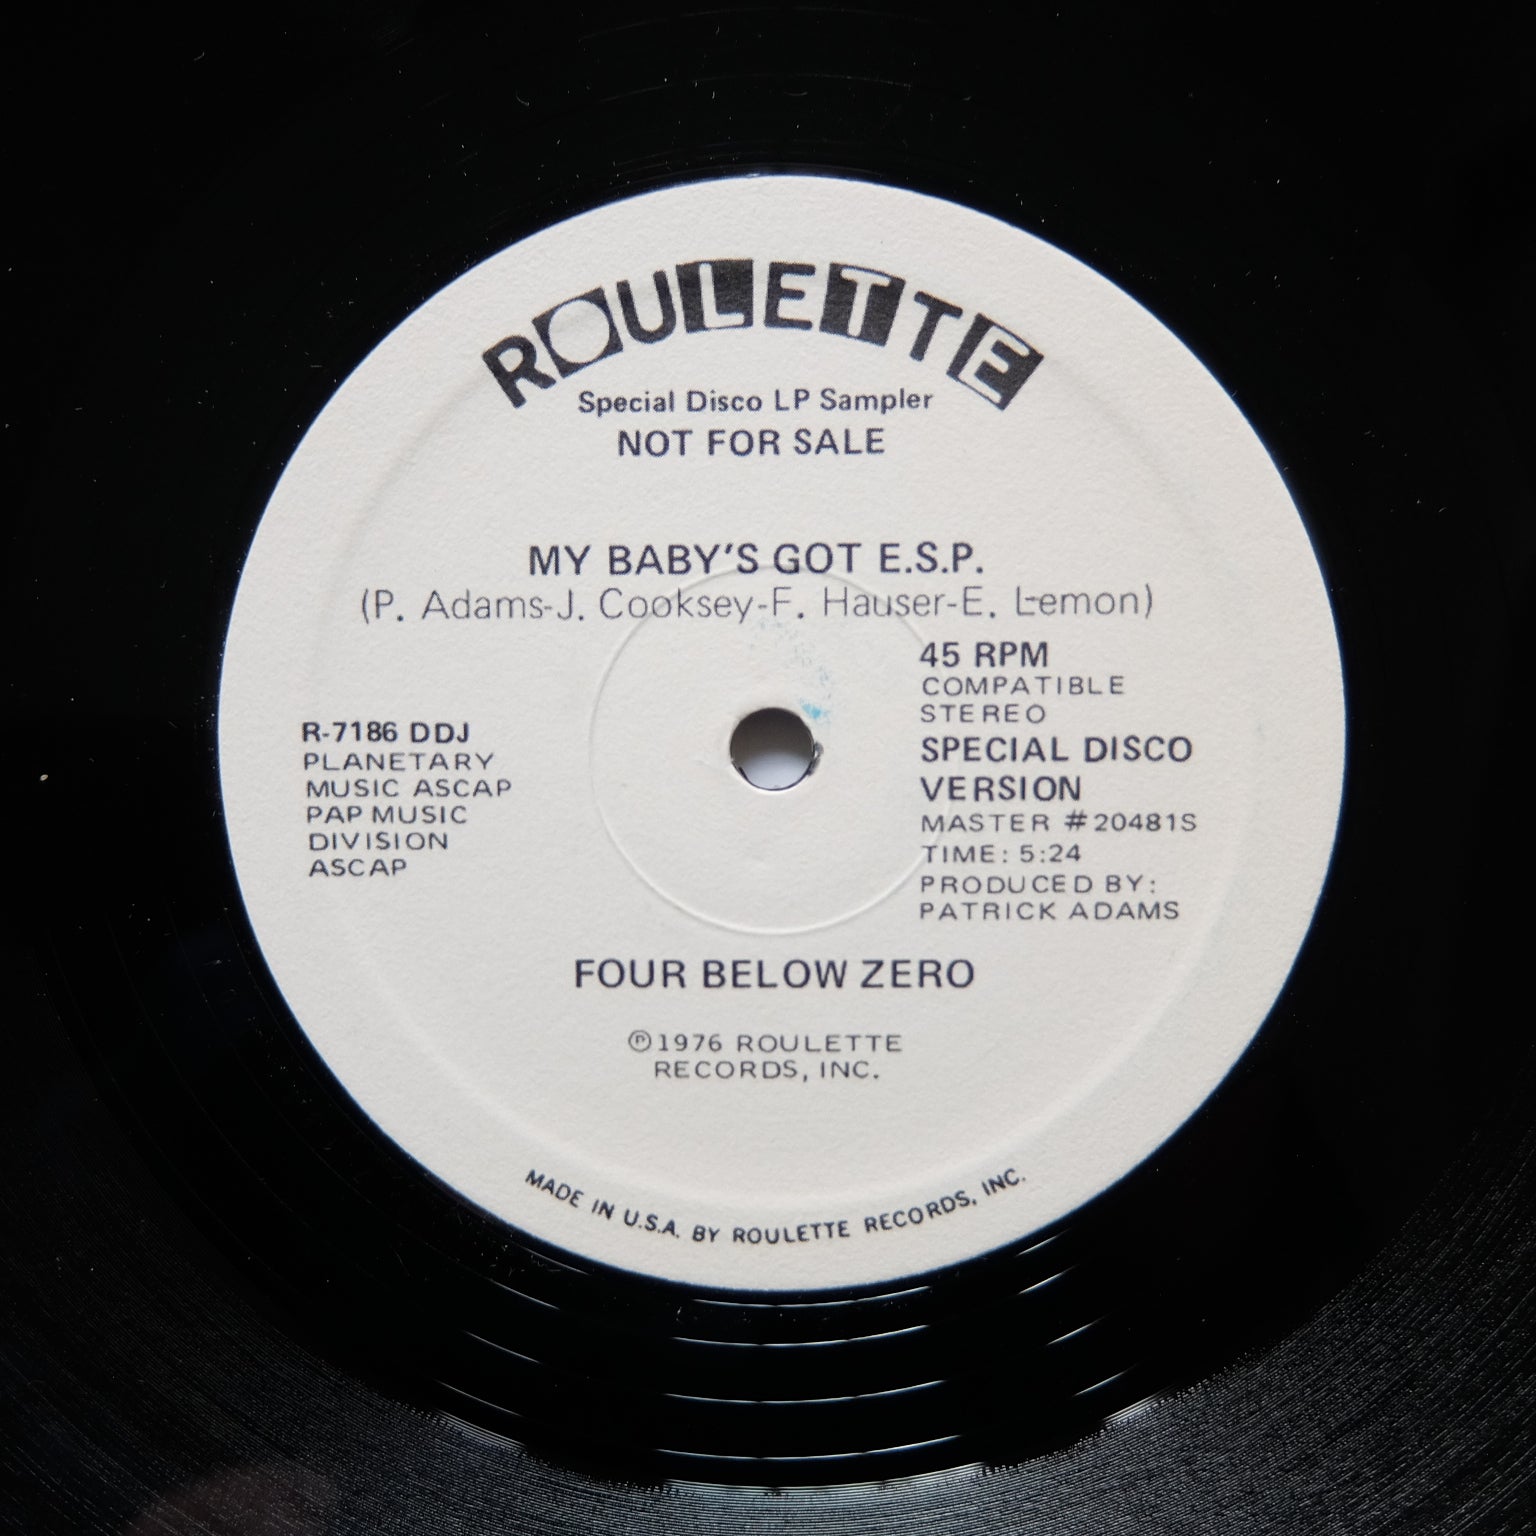 ROULETTE
Special Disco LP Sampler
NOT FOR SALE
MY BABY'S GOT E.S.P.
(P. Adams-J. Cooksey-F. Hauser-E. Lemon)
R-7186 DDJ
PLANETARY
MUSIC ASCAP
PAP MUSIC
DIVISION
ASCAP
45 RPM
COMPATIBLE
STEREO
SPECIAL DISCO
VERSION
MASTER #20481S
TIME: 5:24
PRODUCED BY:
PATRICK ADAMS
FOUR BELOW ZERO
℗1976 ROULETTE
RECORDS, INC.
MADE IN U.S.A. BY ROULETTE RECORDS, INC.